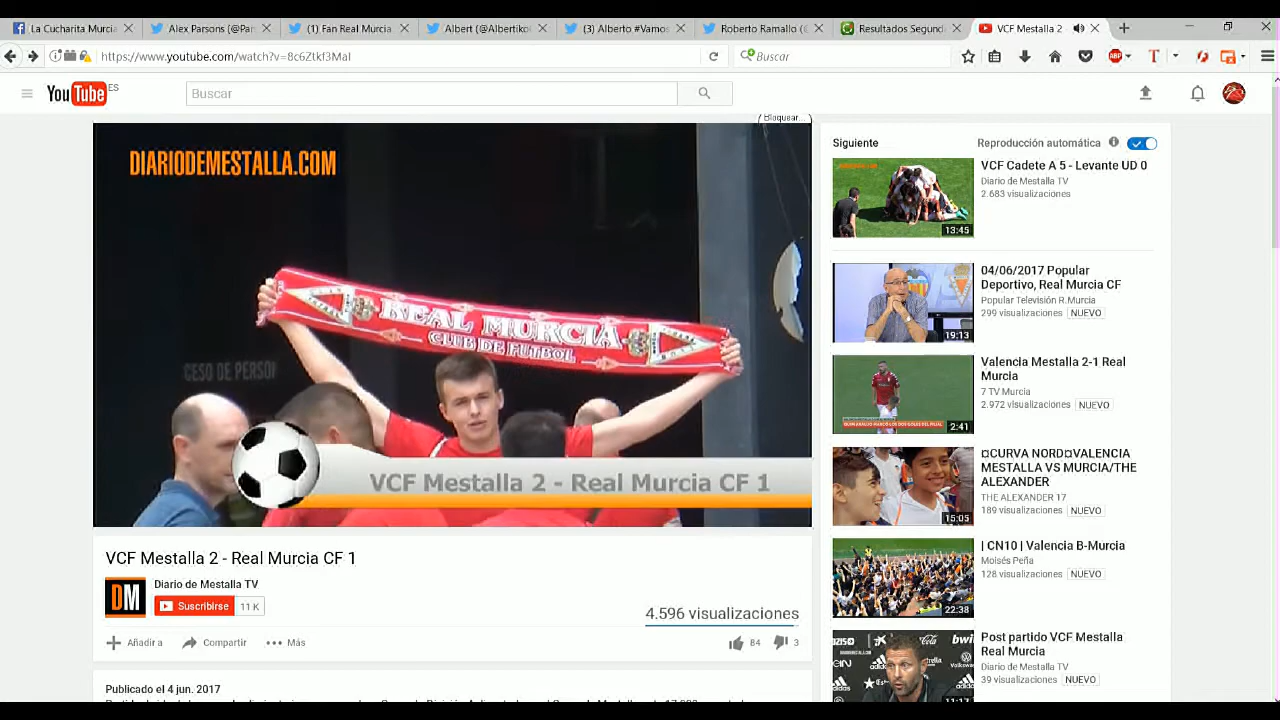 La Cucharita Murcia
Alex Parsons (@Pai
(1) Fan Real Murcia
Albert (@Albertiko
(3) Alberto #Vamos
Roberto Ramallo (
Resultados Segund
VCF Mestalla 2
https://www.youtube.com/watch?v=8c6Ztkf3MaI
Buscar
ABP
YouTube ES
Buscar
Bloquear...
DIARIODEMESTALLA.COM
REAL MURCIA
CLUB DE FUTBOL
CESO DE PERSON
VCF Mestalla 2 - Real Murcia CF 1
VCF Mestalla 2 - Real Murcia CF 1
DM
Diario de Mestalla TV
Suscribirse 11 K
4.596 visualizaciones
Añadir a Compartir Más
84 3
Publicado el 4 jun. 2017
Siguiente
Reproducción automática
VCF Cadete A 5 - Levante UD 0
Diario de Mestalla TV
2.683 visualizaciones
13:45
04/06/2017 Popular
Deportivo, Real Murcia CF
Popular Televisión R.Murcia
299 visualizaciones NUEVO
19:13
Valencia Mestalla 2-1 Real
Murcia
7 TV Murcia
2.972 visualizaciones NUEVO
2:41
¤CURVA NORD¤VALENCIA
MESTALLA VS MURCIA/THE
ALEXANDER
THE ALEXANDER 17
189 visualizaciones NUEVO
15:05
| CN10 | Valencia B-Murcia
Moisés Peña
128 visualizaciones NUEVO
22:38
Post partido VCF Mestalla
Real Murcia
Diario de Mestalla TV
39 visualizaciones NUEVO
11:17